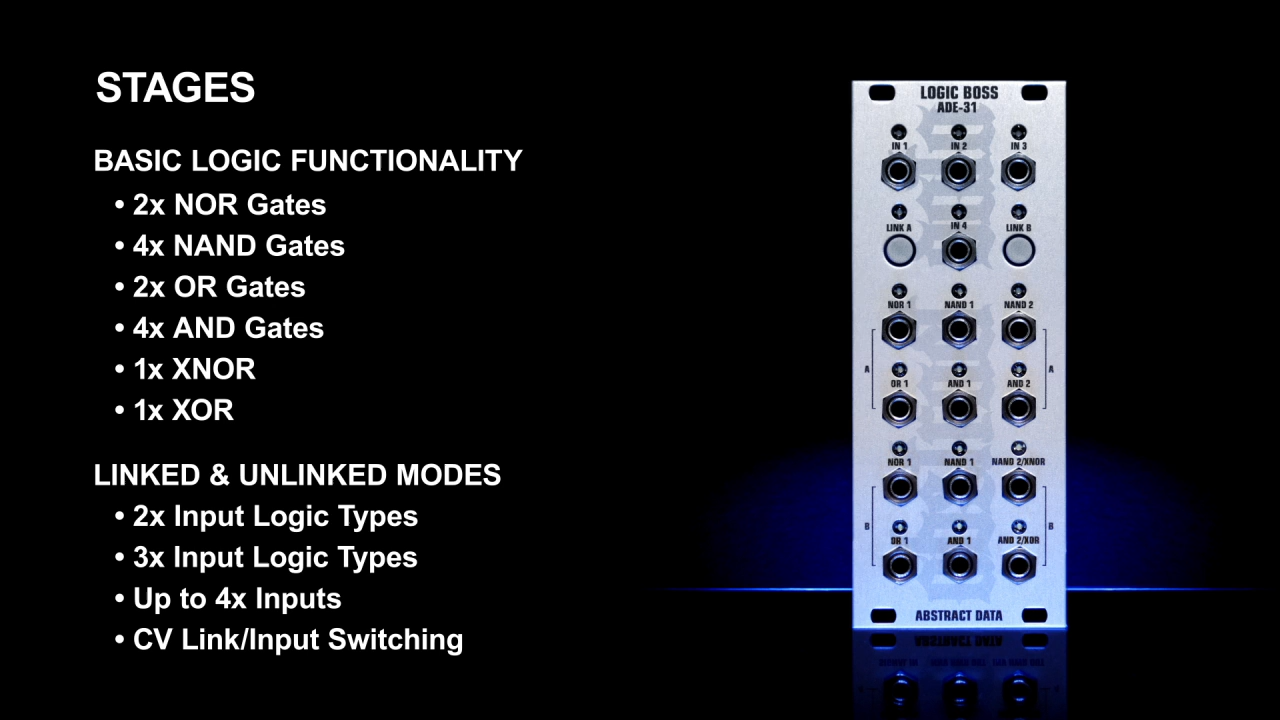 STAGES
BASIC LOGIC FUNCTIONALITY
• 2x NOR Gates
• 4x NAND Gates
• 2x OR Gates
• 4x AND Gates
• 1x XNOR
• 1x XOR
LINKED & UNLINKED MODES
• 2x Input Logic Types
• 3x Input Logic Types
• Up to 4x Inputs
• CV Link/Input Switching
LOGIC BOSS
ADE-31
IN 1 IN 2 IN 3
LINK A IN 4 LINK B
NOR 1 NAND 1 NAND 2
A A
OR 1 AND 1 AND 2
NOR 1 NAND 1 NAND 2/XNOR
B B
OR 1 AND 1 AND 2/XOR
ABSTRACT DATA